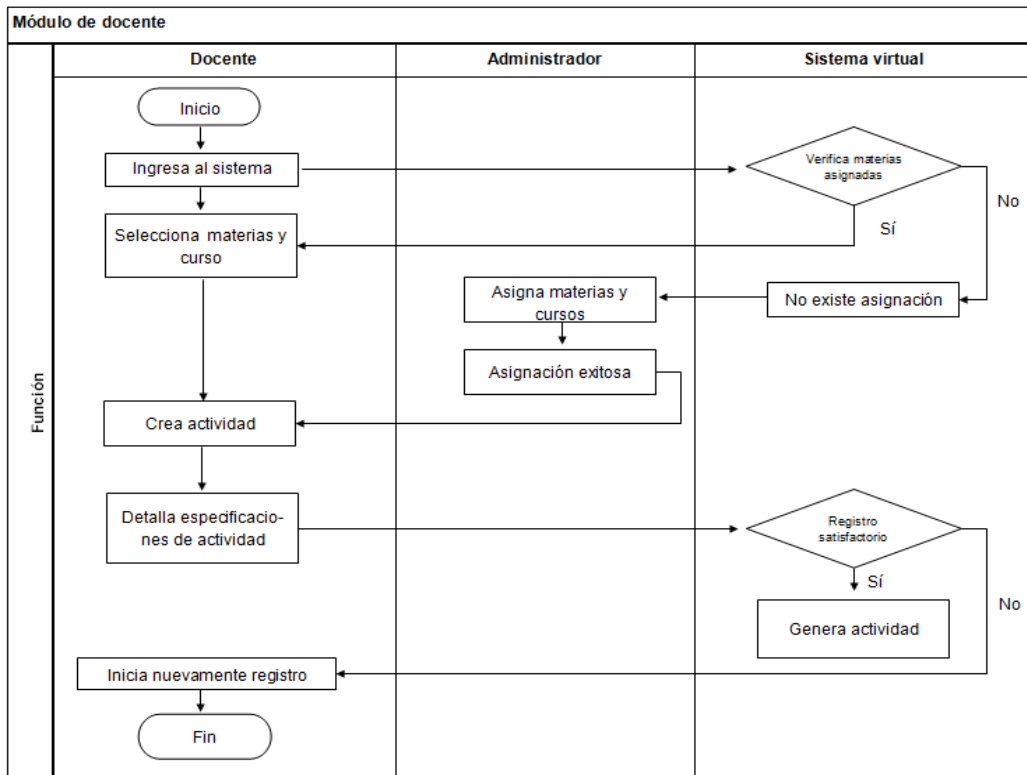 Módulo de docente
Docente
Administrador
Sistema virtual
Función
Inicio
Ingresa al sistema
Verifica materias
asignadas
No
Sí
Selecciona materias y
curso
Asigna materias y
cursos
No existe asignación
Asignación exitosa
Crea actividad
Detalla especificacio-
nes de actividad
Registro
satisfactorio
Sí
No
Genera actividad
Inicia nuevamente registro
Fin